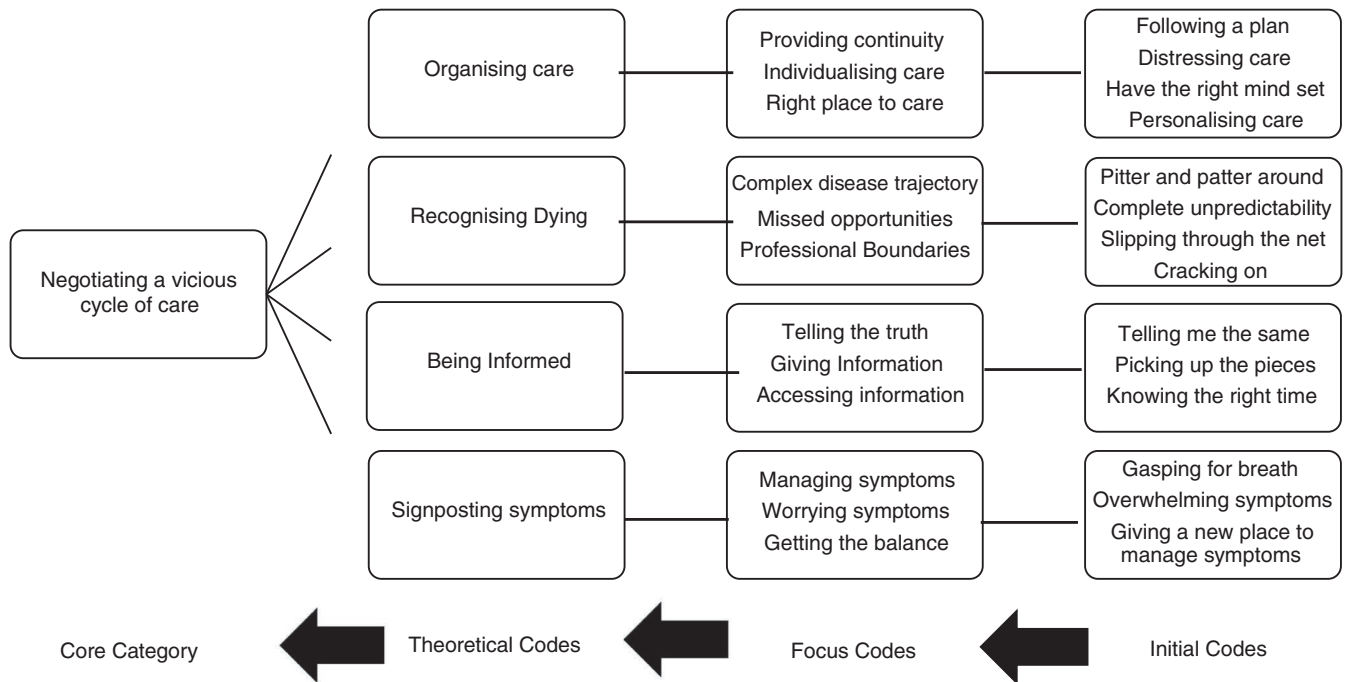 Organising care
Providing continuity
Individualising care
Right place to care
Following a plan
Distressing care
Have the right mind set
Personalising care
Negotiating a vicious
cycle of care
Recognising Dying
Complex disease trajectory
Missed opportunities
Professional Boundaries
Pitter and patter around
Complete unpredictability
Slipping through the net
Cracking on
Being Informed
Telling the truth
Giving Information
Accessing information
Telling me the same
Picking up the pieces
Knowing the right time
Signposting symptoms
Managing symptoms
Worrying symptoms
Getting the balance
Gasping for breath
Overwhelming symptoms
Giving a new place to
manage symptoms
Core Category
Theoretical Codes
Focus Codes
Initial Codes